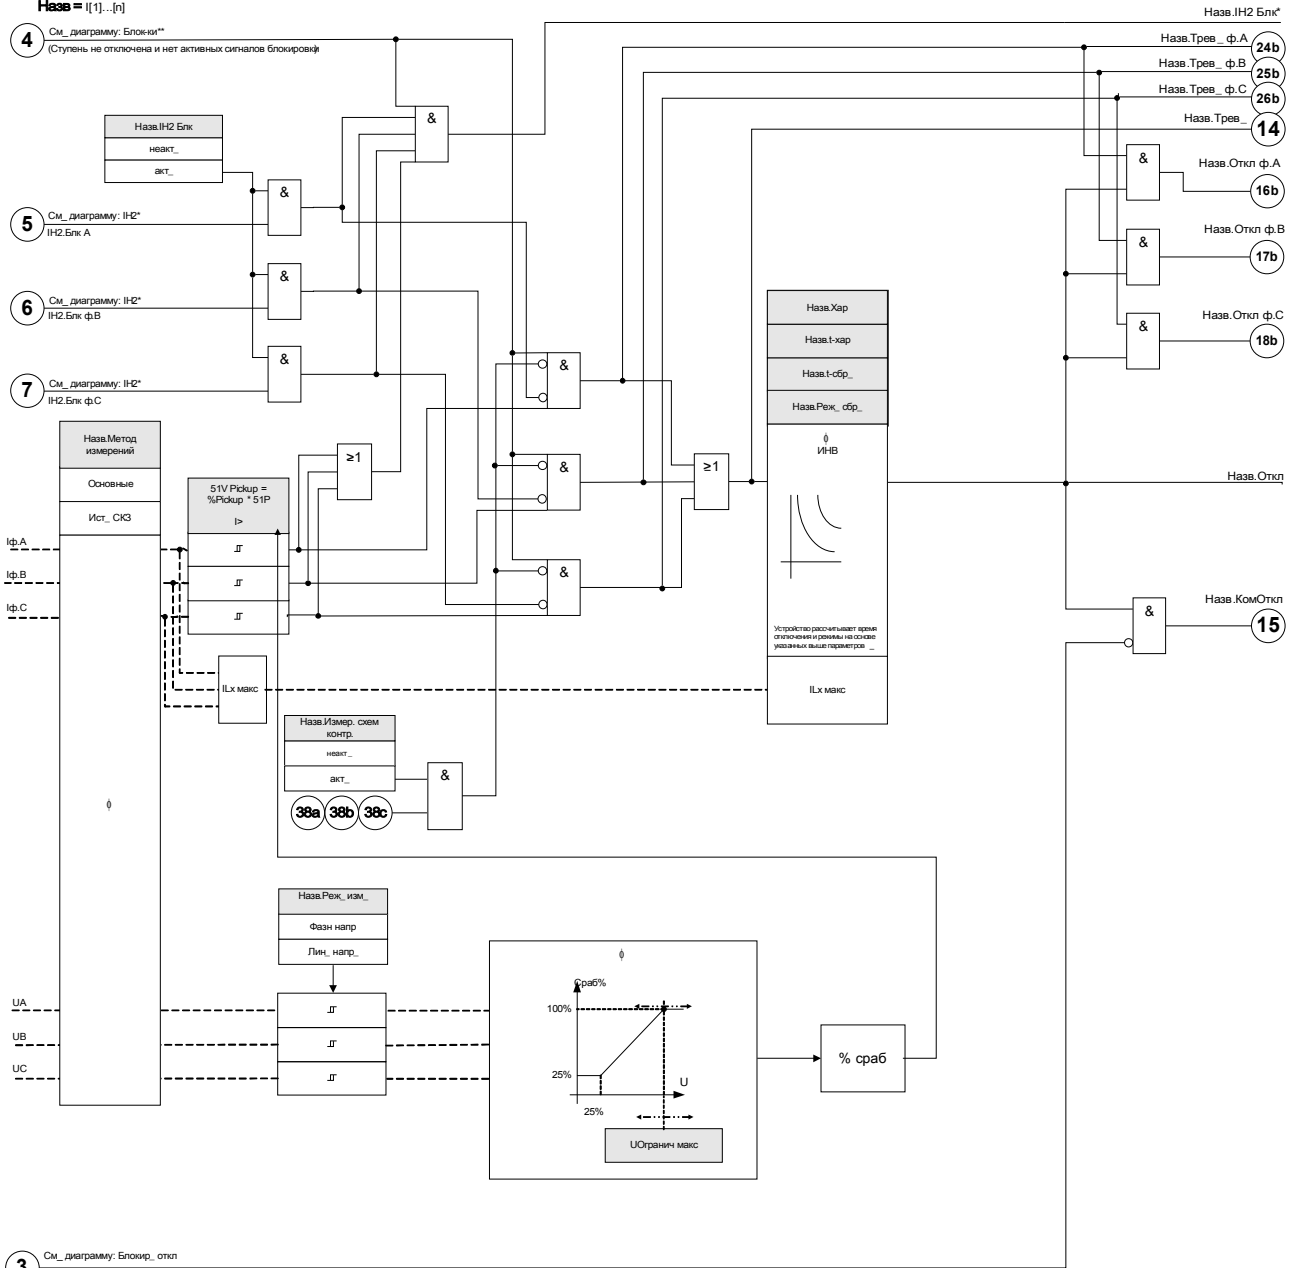 Назв = I[1]...[n]
4
См_ диаграмму: Блок-ки**
(Ступень не отключена и нет активных сигналов блокировки)
Назв.IH2 Блк*
Назв.Трев_ ф.A
24b
Назв.Трев_ ф.B
25b
Назв.Трев_ ф.C
26b
Назв.Трев_
14
&
Назв.IH2 Блк
неакт_
акт_
&
Назв.Откл ф.A
16b
&
5
См_ диаграмму: IH2*
IH2.Блк A
&
Назв.Откл ф.B
17b
&
6
См_ диаграмму: IH2*
IH2.Блк ф.B
&
Назв.Откл ф.C
18b
&
7
См_ диаграмму: IH2*
IH2.Блк ф.C
&
Назв.Хар
Назв.t-хар
Назв.t-сбр_
Назв.Реж_ сбр_
ϕ
ИНВ
Назв.Метод
измерений
Основные
Ист_ СКЗ
≥1
&
≥1
51V Pickup =
%Pickup * 51P
I>
Назв.Откл
Iф.A
Iф.B
Iф.C
&
Назв.КомОткл
15
&
Устройство рассчитывает время
отключения и режимы на основе
указанных выше параметров _
ILx макс
ILx макс
Назв.Измер. схем
контр.
неакт_
акт_
&
38a
38b
38c
ϕ
Назв.Реж_ изм_
Фазн напр
Лин_ напр_
ϕ
Сраб%
100%
25%
25%
U
UОгранич макс
% сраб
UA
UB
UC
3
См_ диаграмму: Блокир_ откл